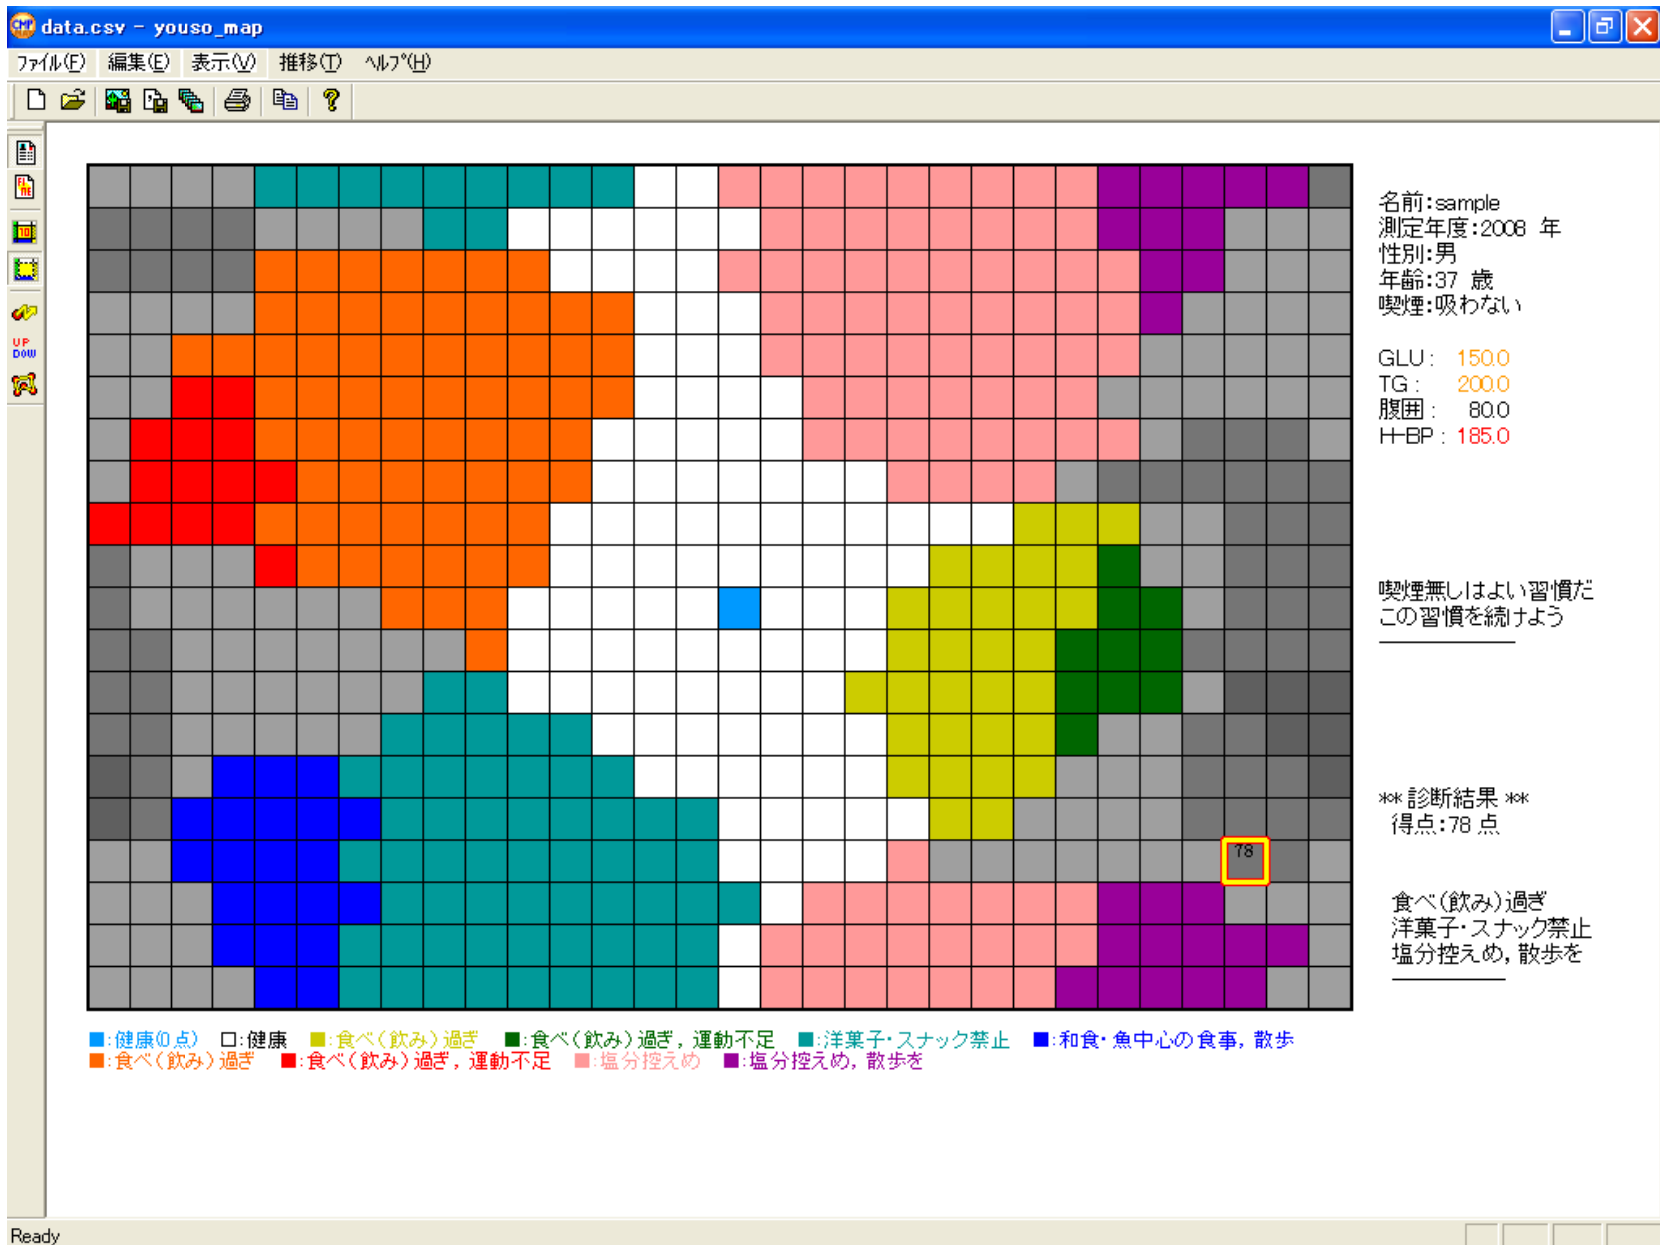 data.csv - youso_map
ファイル(F) 編集(E) 表示(V) 推移(T) ヘルプ(H)
UP
DOW
名前:sample
測定年度:2008 年
性別:男
年齢:37 歳
喫煙:吸わない
GLU: 150.0
TG: 200.0
腹囲: 80.0
H-BP: 185.0
喫煙無しはよい習慣だ
この習慣を続けよう
** 診断結果 **
得点:78 点
78
食べ(飲み)過ぎ
洋菓子・スナック禁止
塩分控えめ, 散歩を
■:健康(0点) □:健康 ■:食べ(飲み)過ぎ ■:食べ(飲み)過ぎ, 運動不足 ■:洋菓子・スナック禁止 ■:和食・魚中心の食事, 散歩
■:食べ(飲み)過ぎ ■:食べ(飲み)過ぎ, 運動不足 ■:塩分控えめ ■:塩分控えめ, 散歩を
Ready